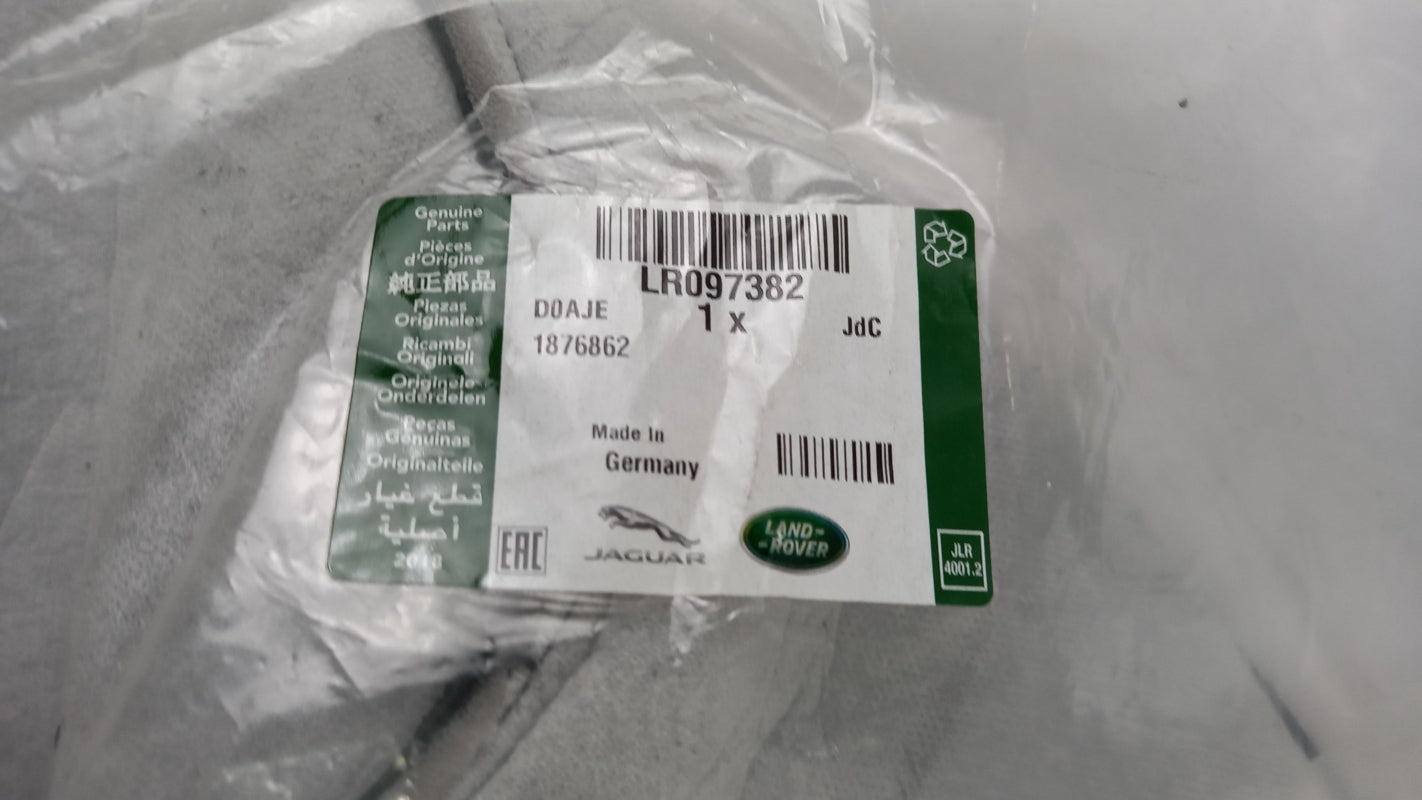 Genuine
Parts
Pièces
d'Origine
純正部品
Piezas
Originales
Ricambi
Originali
Originele
Onderdelen
Peças
Genuínas
Originalteile
قطع غيار
أصلية
2018
LR097382
D0AJE
1 x
JdC
1876862
Made In
Germany
EAC
JAGUAR
LAND-
-ROVER
JLR
4001.2